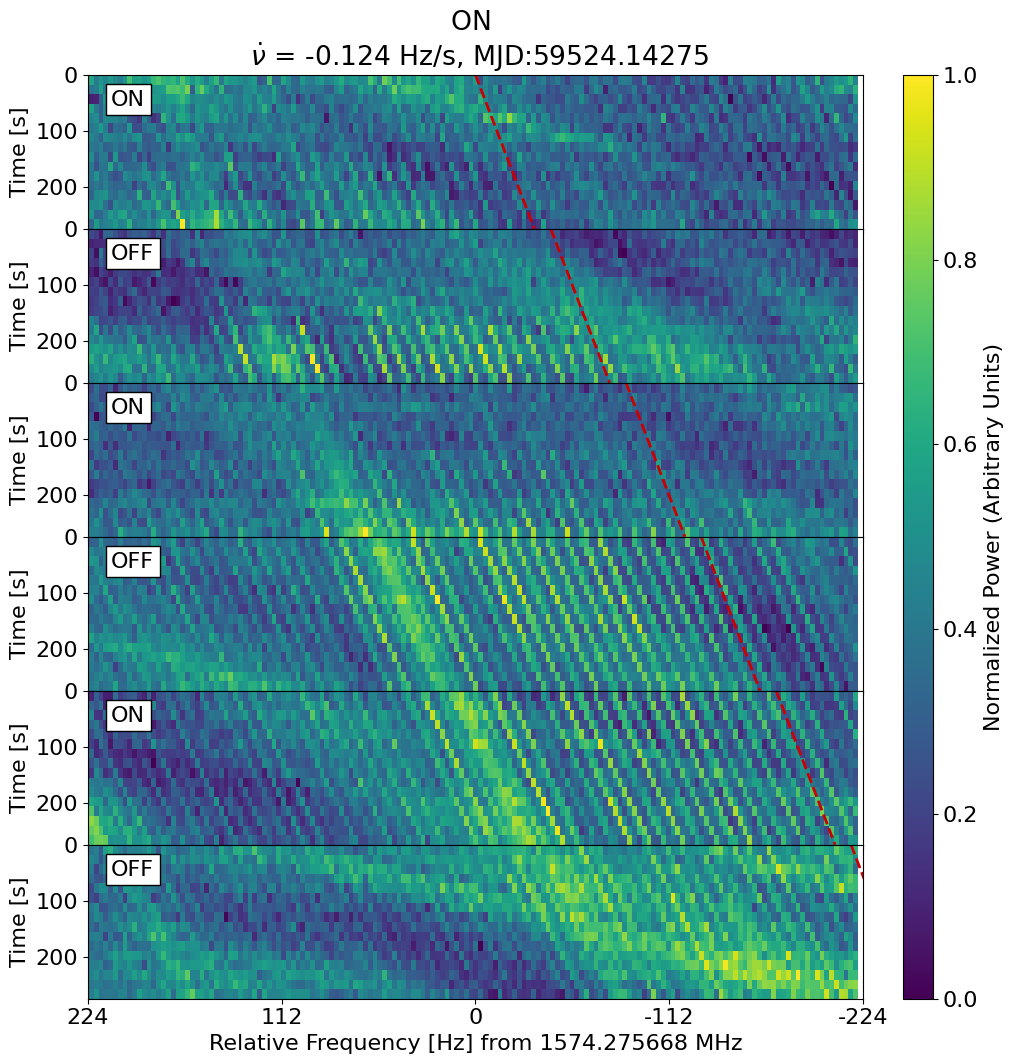 ON
ν̇ = -0.124 Hz/s, MJD:59524.14275
ON
OFF
ON
OFF
ON
OFF
Time [s]
0
100
200
Time [s]
0
100
200
Time [s]
0
100
200
Time [s]
0
100
200
Time [s]
0
100
200
Time [s]
0
100
200
224
112
0
-112
-224
Relative Frequency [Hz] from 1574.275668 MHz
1.0
0.8
0.6
0.4
0.2
0.0
Normalized Power (Arbitrary Units)